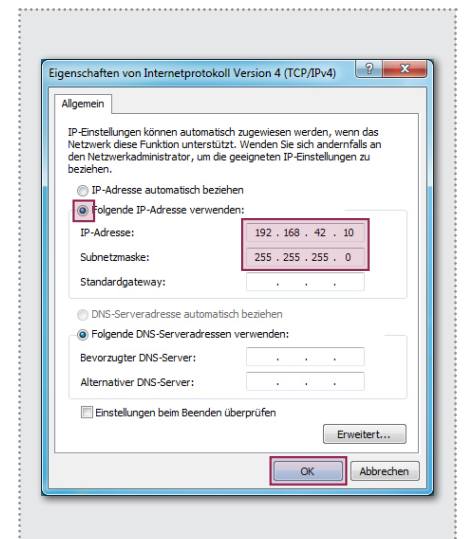 Eigenschaften von Internetprotokoll Version 4 (TCP/IPv4)
Allgemein
IP-Einstellungen können automatisch zugewiesen werden, wenn das
Netzwerk diese Funktion unterstützt. Wenden Sie sich andernfalls an
den Netzwerkadministrator, um die geeigneten IP-Einstellungen zu
beziehen.
IP-Adresse automatisch beziehen
Folgende IP-Adresse verwenden:
IP-Adresse: 192 . 168 . 42 . 10
Subnetzmaske: 255 . 255 . 255 . 0
Standardgateway: . . .
DNS-Serveradresse automatisch beziehen
Folgende DNS-Serveradressen verwenden:
Bevorzugter DNS-Server: . . .
Alternativer DNS-Server: . . .
Einstellungen beim Beenden überprüfen
Erweitert...
OK Abbrechen